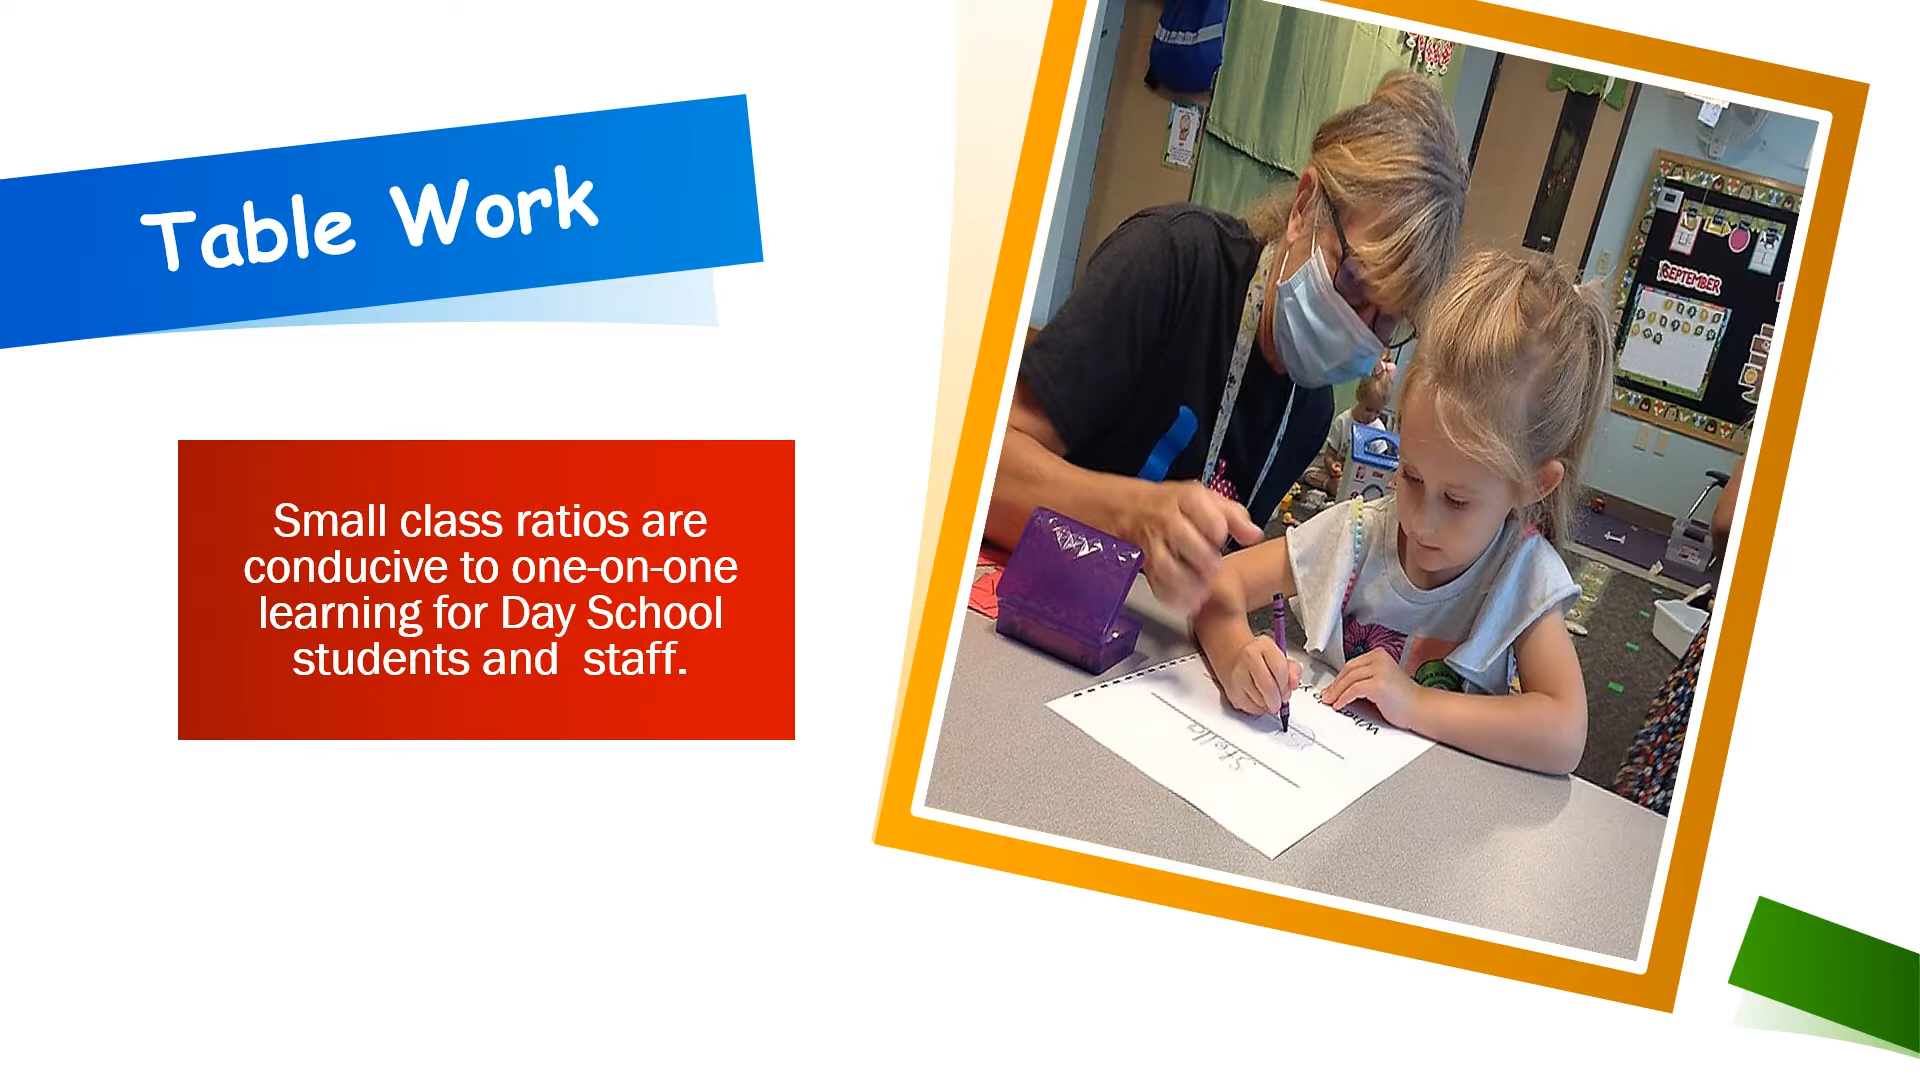 Table Work
Small class ratios are
conducive to one-on-one
learning for Day School
students and  staff.
SEPTEMBER
Stella